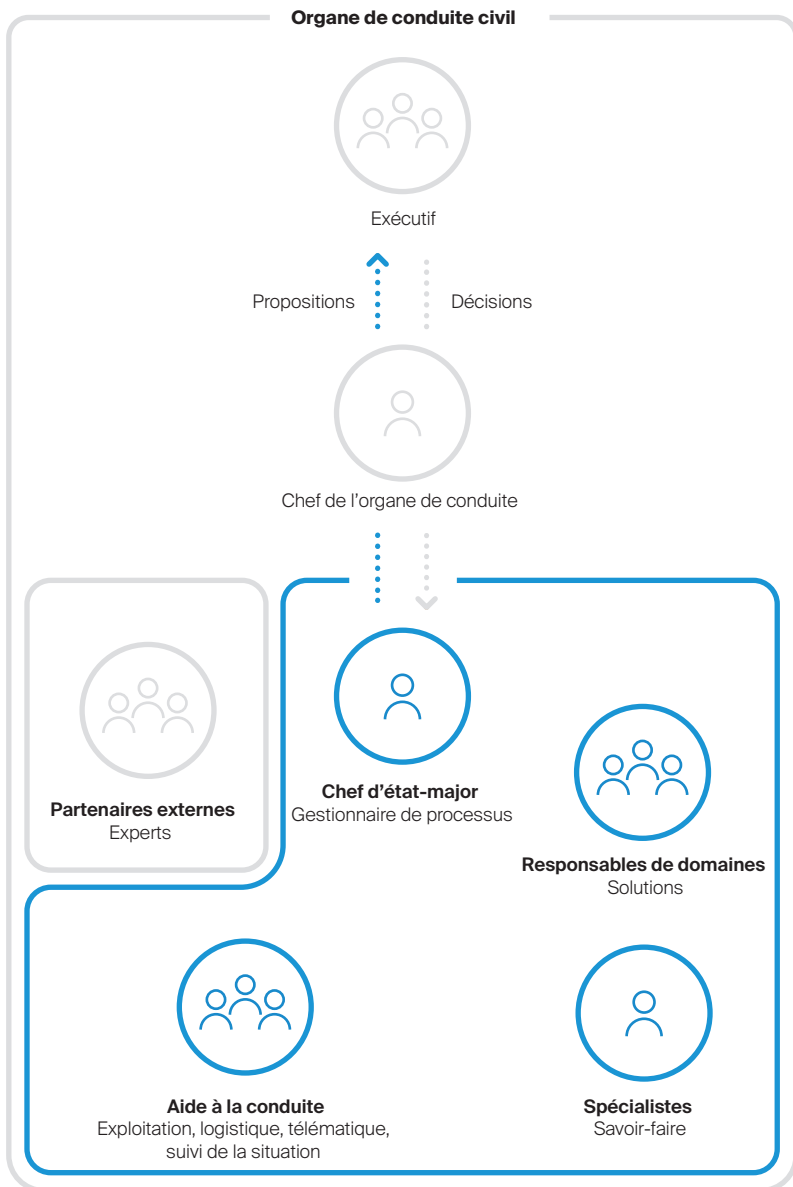 Organe de conduite civil
Exécutif
Propositions
Décisions
Chef de l’organe de conduite
Partenaires externes
Experts
Chef d’état-major
Gestionnaire de processus
Responsables de domaines
Solutions
Aide à la conduite
Exploitation, logistique, télématique,
suivi de la situation
Spécialistes
Savoir-faire